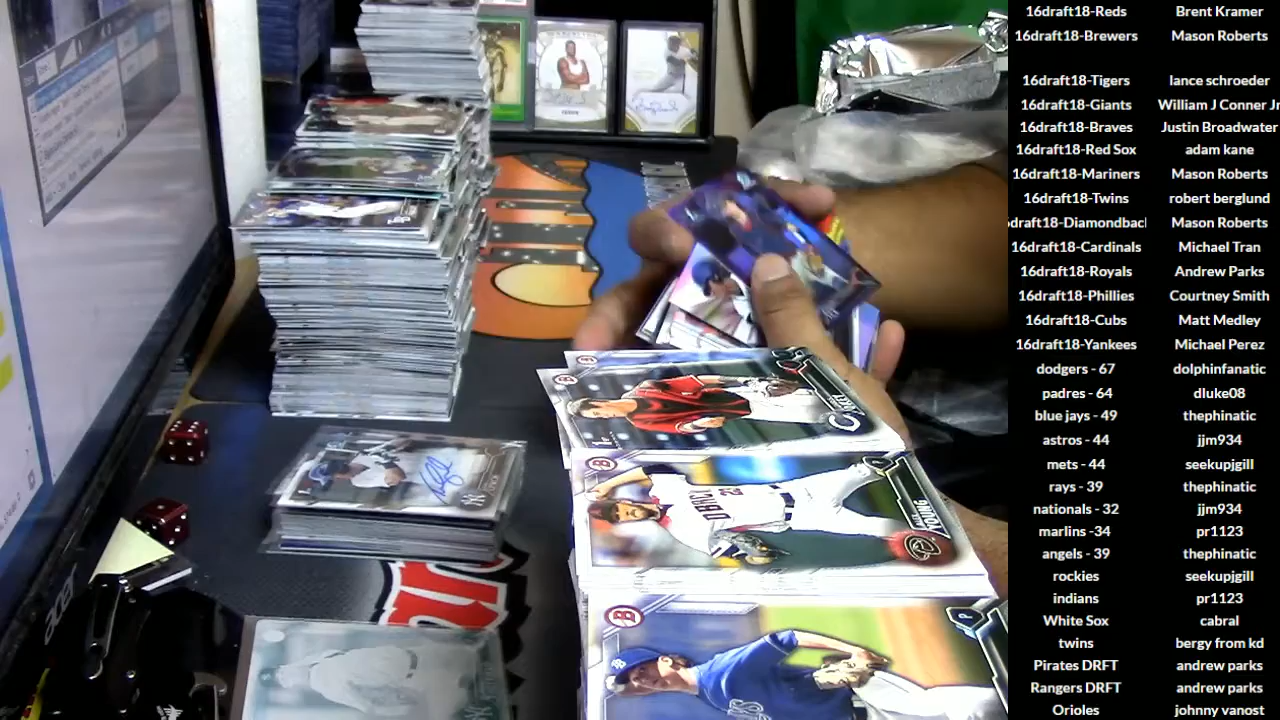 16draft18-Reds Brent Kramer
16draft18-Brewers Mason Roberts
16draft18-Tigers lance schroeder
16draft18-Giants William J Conner Jr
16draft18-Braves Justin Broadwater
16draft18-Red Sox adam kane
16draft18-Mariners Mason Roberts
16draft18-Twins robert berglund
draft18-Diamondbac Mason Roberts
16draft18-Cardinals Michael Tran
16draft18-Royals Andrew Parks
16draft18-Phillies Courtney Smith
16draft18-Cubs Matt Medley
16draft18-Yankees Michael Perez
dodgers - 67 dolphinfanatic
padres - 64 dluke08
blue jays - 49 thephinatic
astros - 44 jjm934
mets - 44 seekupjgill
rays - 39 thephinatic
nationals - 32 jjm934
marlins -34 pr1123
angels - 39 thephinatic
rockies seekupjgill
indians pr1123
White Sox cabral
twins bergy from kd
Pirates DRFT andrew parks
Rangers DRFT andrew parks
Orioles johnny vanost
YOUNG
acer